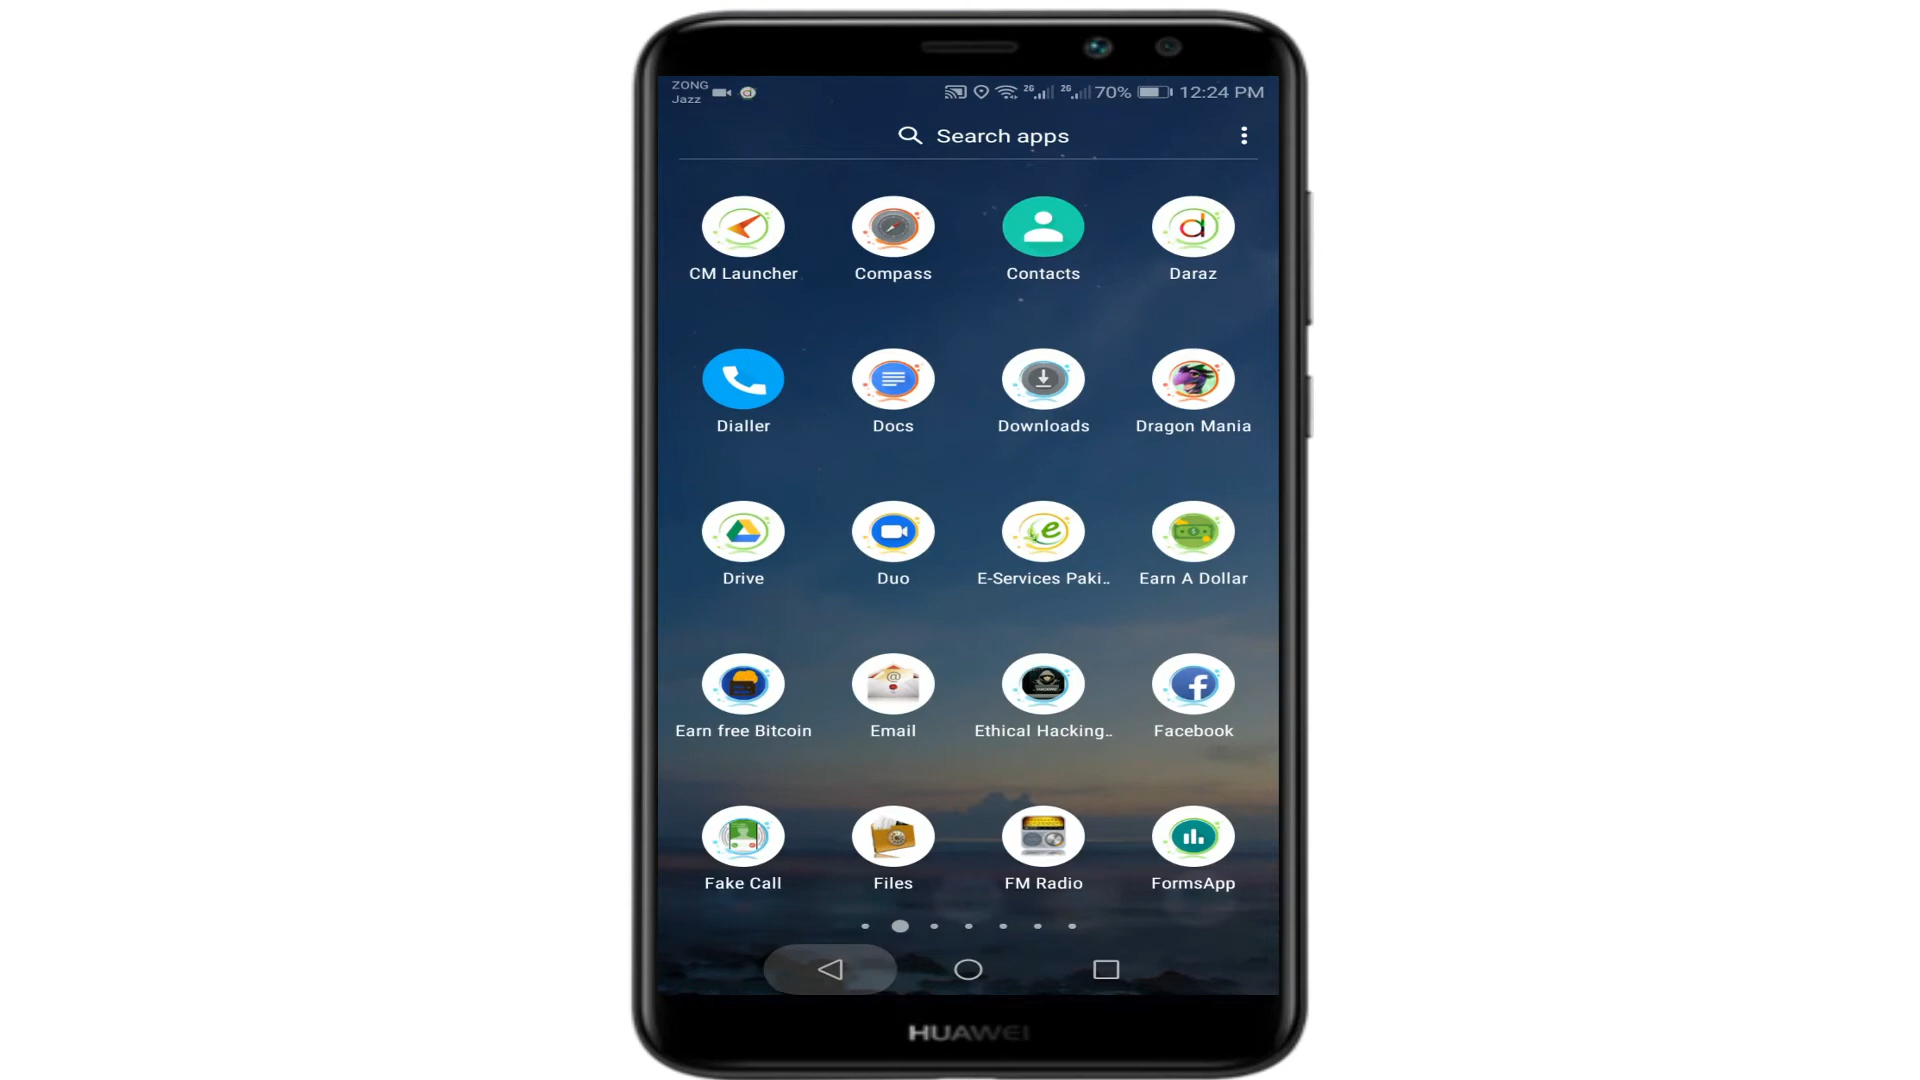 ZONG
Jazz
2G 2G 70% 12:24 PM
Search apps
CM Launcher Compass Contacts Daraz
Dialler Docs Downloads Dragon Mania
Drive Duo E-Services Paki.. Earn A Dollar
Earn free Bitcoin Email Ethical Hacking.. Facebook
Fake Call Files FM Radio FormsApp
HUAWEI